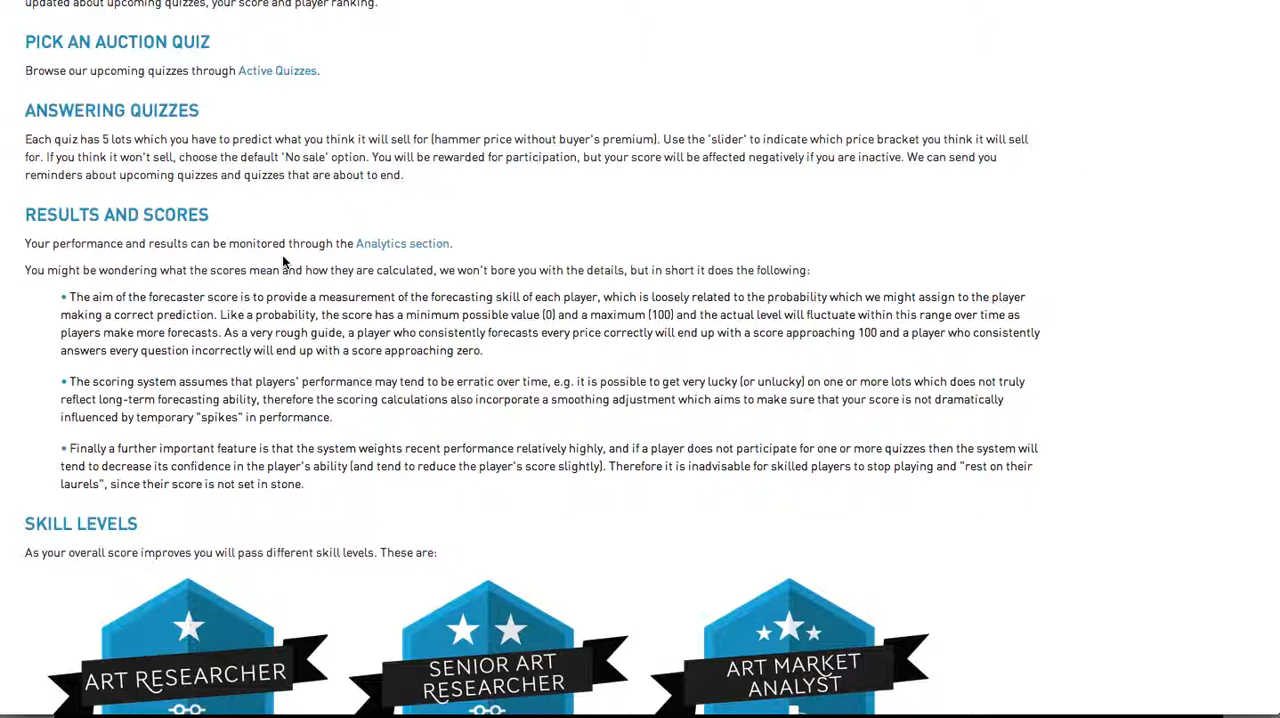 updated about upcoming quizzes, your score and player ranking.
PICK AN AUCTION QUIZ
Browse our upcoming quizzes through Active Quizzes.
ANSWERING QUIZZES
Each quiz has 5 lots which you have to predict what you think it will sell for (hammer price without buyer's premium). Use the 'slider' to indicate which price bracket you think it will sell
for. If you think it won't sell, choose the default 'No sale' option. You will be rewarded for participation, but your score will be affected negatively if you are inactive. We can send you
reminders about upcoming quizzes and quizzes that are about to end.
RESULTS AND SCORES
Your performance and results can be monitored through the Analytics section.
You might be wondering what the scores mean and how they are calculated, we won't bore you with the details, but in short it does the following:
• The aim of the forecaster score is to provide a measurement of the forecasting skill of each player, which is loosely related to the probability which we might assign to the player
making a correct prediction. Like a probability, the score has a minimum possible value (0) and a maximum (100) and the actual level will fluctuate within this range over time as
players make more forecasts. As a very rough guide, a player who consistently forecasts every price correctly will end up with a score approaching 100 and a player who consistently
answers every question incorrectly will end up with a score approaching zero.
• The scoring system assumes that players' performance may tend to be erratic over time, e.g. it is possible to get very lucky (or unlucky) on one or more lots which does not truly
reflect long-term forecasting ability, therefore the scoring calculations also incorporate a smoothing adjustment which aims to make sure that your score is not dramatically
influenced by temporary "spikes" in performance.
• Finally a further important feature is that the system weights recent performance relatively highly, and if a player does not participate for one or more quizzes then the system will
tend to decrease its confidence in the player's ability (and tend to reduce the player's score slightly). Therefore it is inadvisable for skilled players to stop playing and "rest on their
laurels", since their score is not set in stone.
SKILL LEVELS
As your overall score improves you will pass different skill levels. These are:
ART RESEARCHER
SENIOR ART
RESEARCHER
ART MARKET
ANALYST